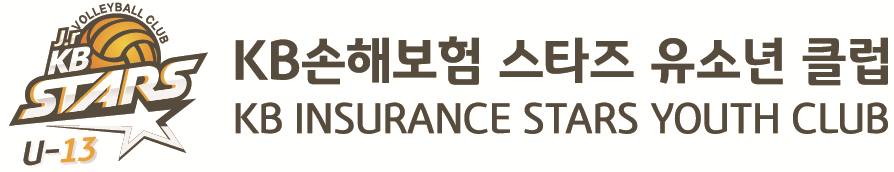 VOLLEYBALL CLUB
J.r
KB
STARS
U-13
KB손해보험 스타즈 유소년 클럽
KB INSURANCE STARS YOUTH CLUB